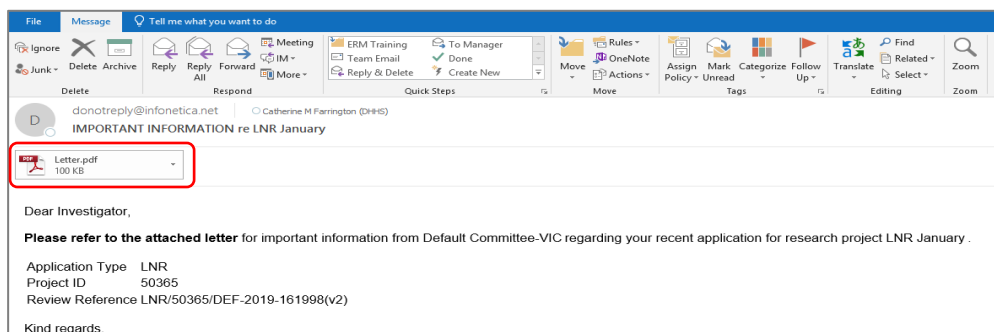 File Message Tell me what you want to do
Ignore
Junk
Delete Archive
Reply Reply All Forward
Meeting
IM
More
ERM Training To Manager
Team Email Done
Reply & Delete Create New
Move
Rules
OneNote
Actions
Assign Policy Mark Unread Categorize Follow Up
Translate
Find
Related
Select
Zoom
Delete Respond Quick Steps Move Tags Editing Zoom
D
donotreply@infonetica.net Catherine M Farrington (DHHS)
IMPORTANT INFORMATION re LNR January
PDF
Letter.pdf
100 KB
Dear Investigator,
Please refer to the attached letter for important information from Default Committee-VIC regarding your recent application for research project LNR January .
Application Type LNR
Project ID 50365
Review Reference LNR/50365/DEF-2019-161998(v2)
Kind regards